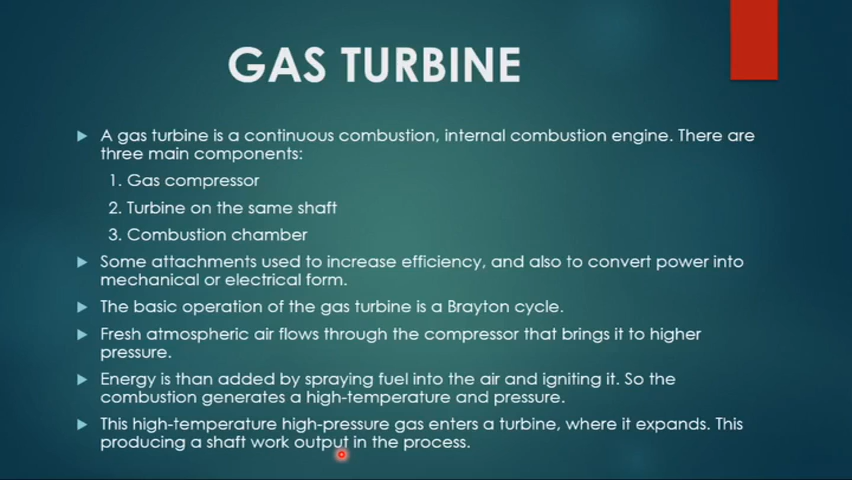 GAS TURBINE
A gas turbine is a continuous combustion, internal combustion engine. There are
three main components:
1. Gas compressor
2. Turbine on the same shaft
3. Combustion chamber
Some attachments used to increase efficiency, and also to convert power into
mechanical or electrical form.
The basic operation of the gas turbine is a Brayton cycle.
Fresh atmospheric air flows through the compressor that brings it to higher
pressure.
Energy is than added by spraying fuel into the air and igniting it. So the
combustion generates a high-temperature and pressure.
This high-temperature high-pressure gas enters a turbine, where it expands. This
producing a shaft work output in the process.